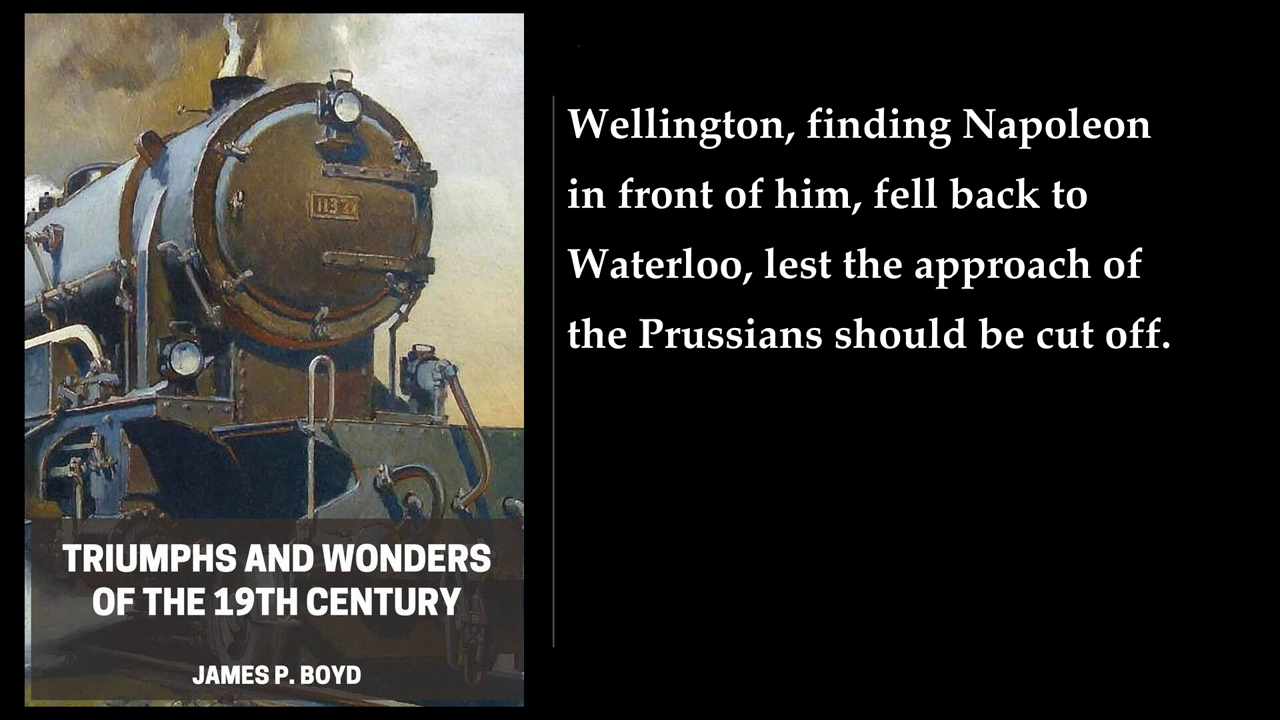 Wellington, finding Napoleon
in front of him, fell back to
Waterloo, lest the approach of
the Prussians should be cut off.
TRIUMPHS AND WONDERS
OF THE 19TH CENTURY
JAMES P. BOYD